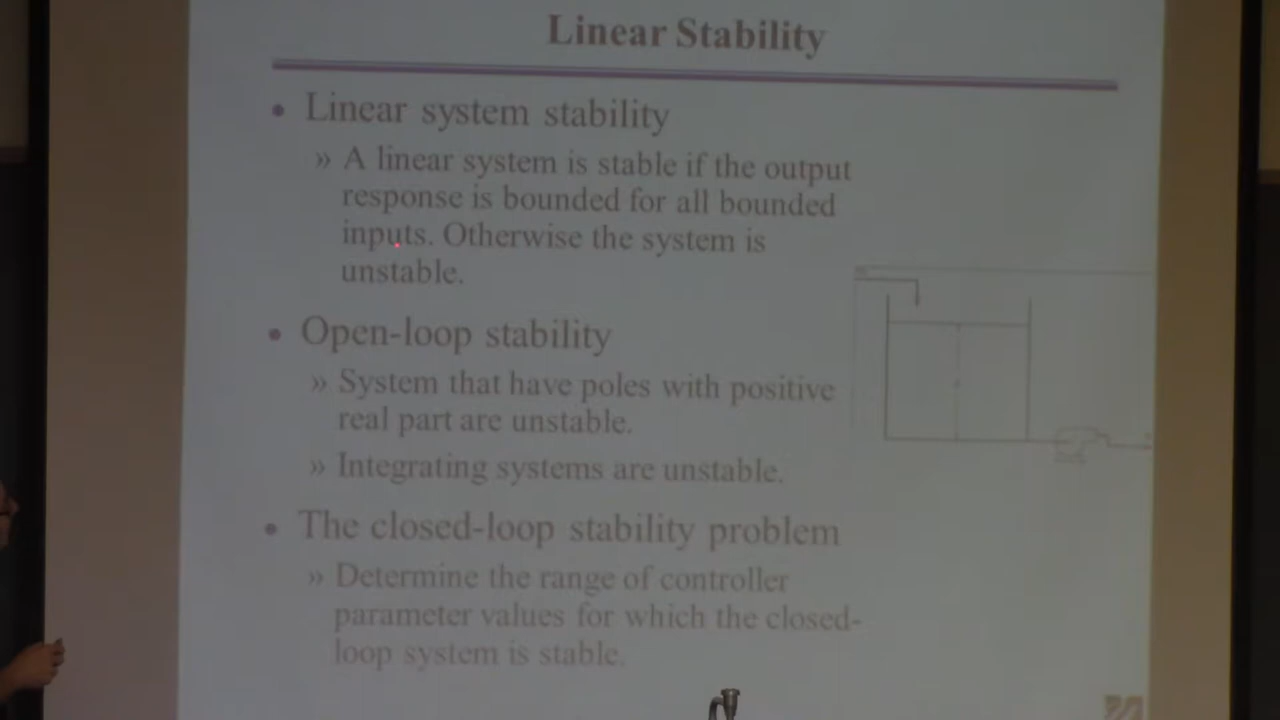 Linear Stability
• Linear system stability
» A linear system is stable if the output
response is bounded for all bounded
inputs. Otherwise the system is
unstable.
• Open-loop stability
» System that have poles with positive
real part are unstable.
» Integrating systems are unstable.
• The closed-loop stability problem
» Determine the range of controller
parameter values for which the closed-
loop system is stable.